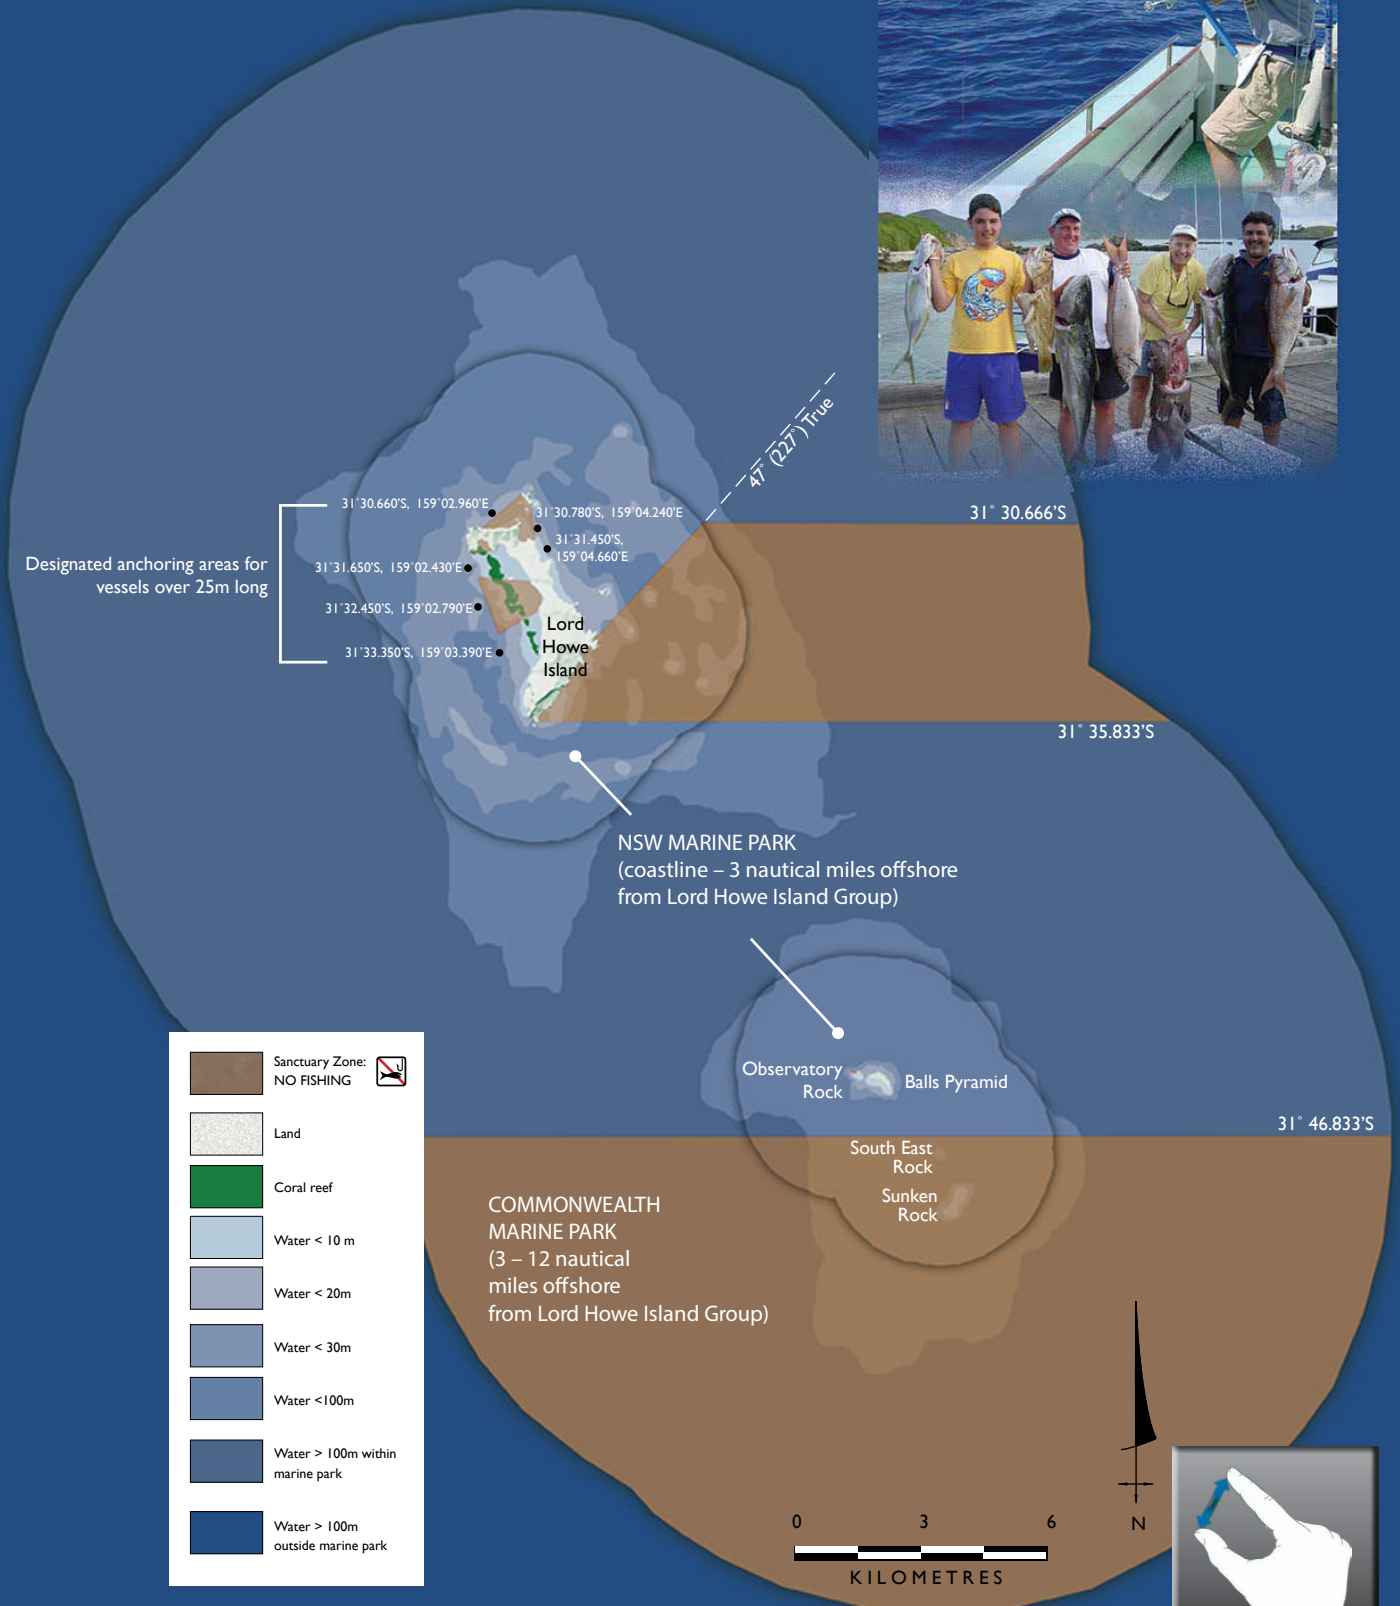 47˚ (227˚) True
31˚ 30.666'S
31˚30.660'S, 159˚02.960'E
31˚30.780'S, 159˚04.240'E
31˚31.450'S,
159˚04.660'E
Designated anchoring areas for
vessels over 25m long
31˚31.650'S, 159˚02.430'E
31˚32.450'S, 159˚02.790'E
31˚33.350'S, 159˚03.390'E
Lord
Howe
Island
31˚ 35.833'S
NSW MARINE PARK
(coastline – 3 nautical miles offshore
from Lord Howe Island Group)
Observatory
Rock
Balls Pyramid
31˚ 46.833'S
South East
Rock
Sunken
Rock
COMMONWEALTH
MARINE PARK
(3 – 12 nautical
miles offshore
from Lord Howe Island Group)
Sanctuary Zone:
NO FISHING
Land
Coral reef
Water < 10 m
Water < 20m
Water < 30m
Water <100m
Water > 100m within
marine park
Water > 100m
outside marine park
0 3 6
KILOMETRES
N